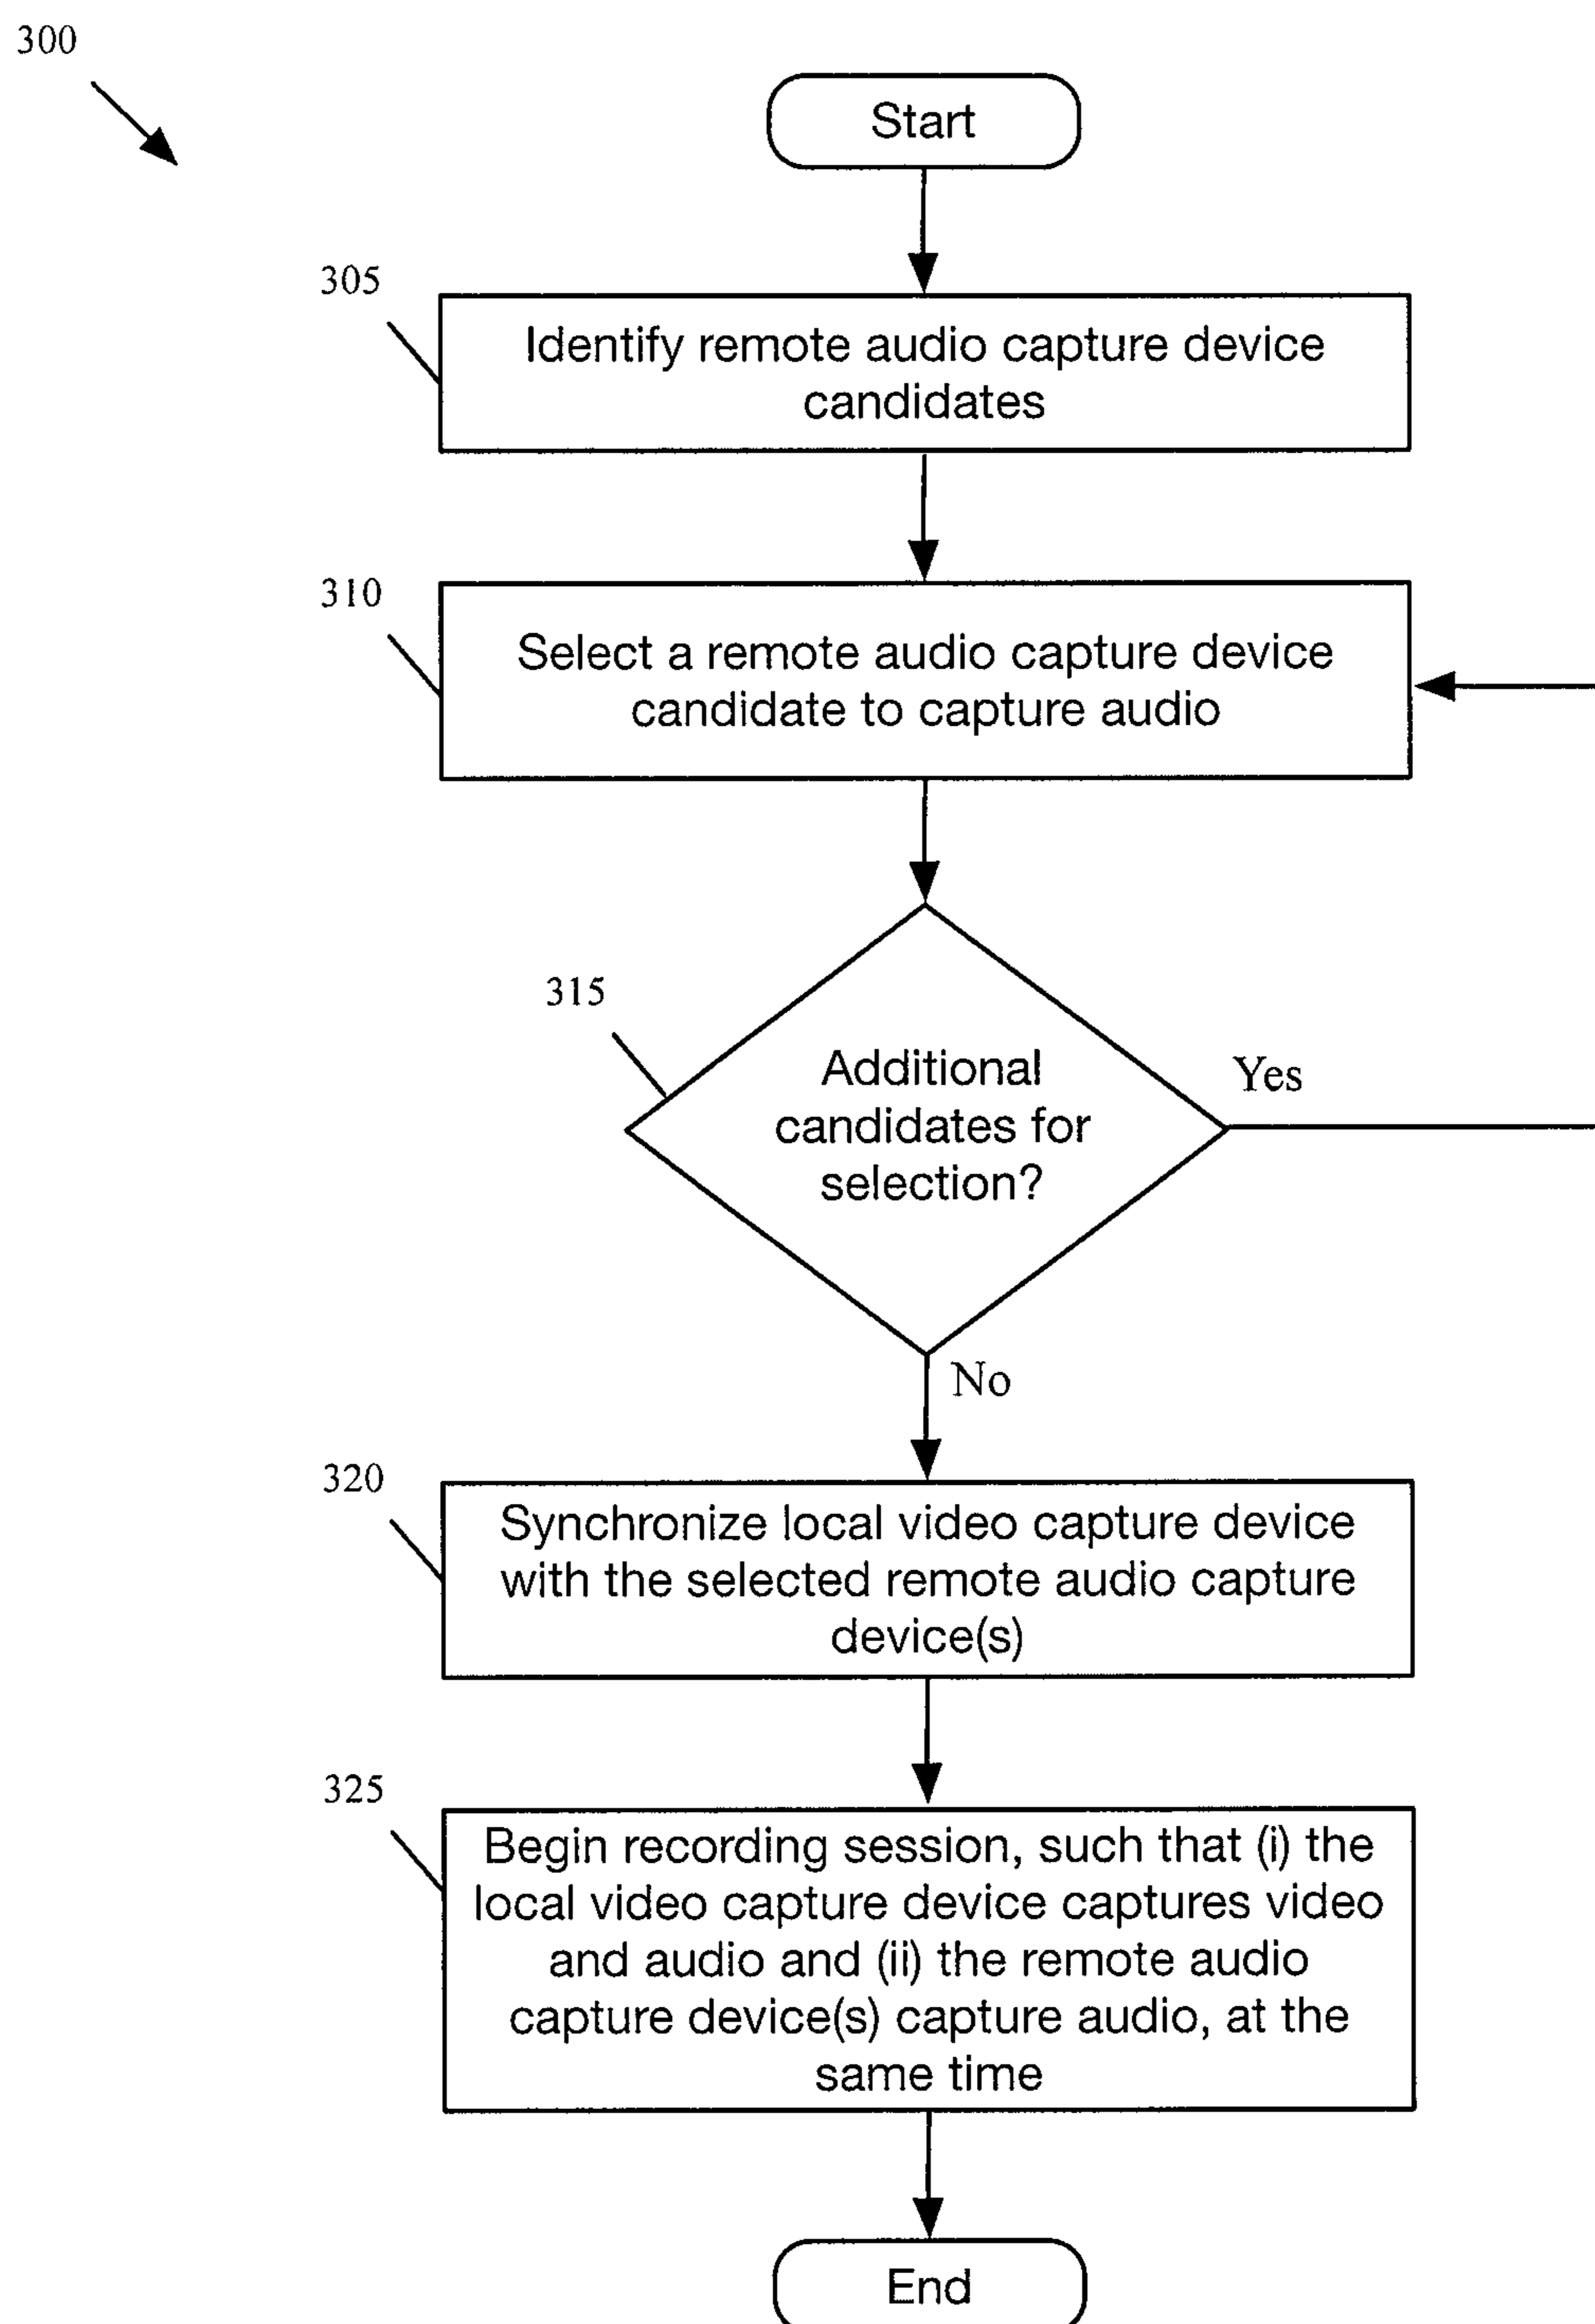 300
Start
305
Identify remote audio capture device
candidates
310
Select a remote audio capture device
candidate to capture audio
315
Additional
candidates for
selection?
Yes
No
320
Synchronize local video capture device
with the selected remote audio capture
device(s)
325
Begin recording session, such that (i) the
local video capture device captures video
and audio and (ii) the remote audio
capture device(s) capture audio, at the
same time
End